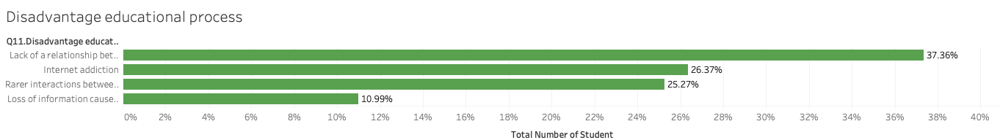 Disadvantage educational process
Q11.Disadvantage educat..
Lack of a relationship bet.. 37.36%
Internet addiction 26.37%
Rarer interactions betwee.. 25.27%
Loss of information cause.. 10.99%
0% 2% 4% 6% 8% 10% 12% 14% 16% 18% 20% 22% 24% 26% 28% 30% 32% 34% 36% 38% 40%
Total Number of Student